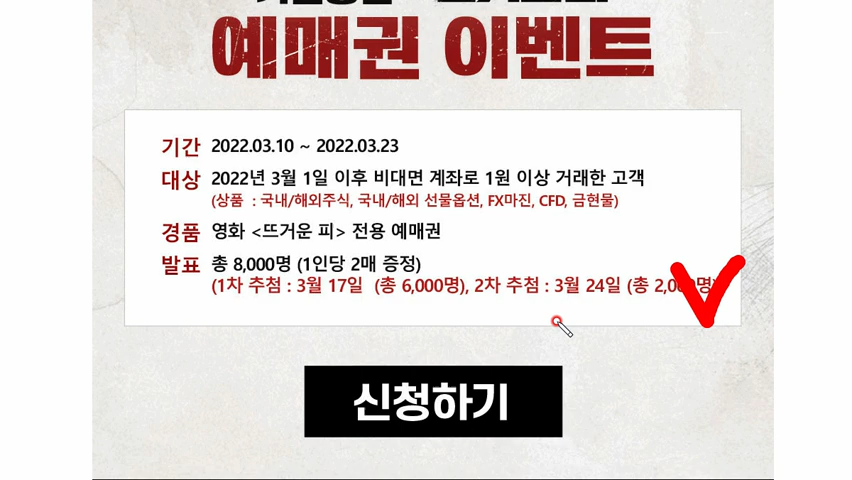 예매권 이벤트
기간 2022.03.10 ~ 2022.03.23
대상 2022년 3월 1일 이후 비대면 계좌로 1원 이상 거래한 고객
(상품 : 국내/해외주식, 국내/해외 선물옵션, FX마진, CFD, 금현물)
경품 영화 <뜨거운 피> 전용 예매권
발표 총 8,000명 (1인당 2매 증정)
(1차 추첨 : 3월 17일 (총 6,000명), 2차 추첨 : 3월 24일 (총 2,000명)
신청하기